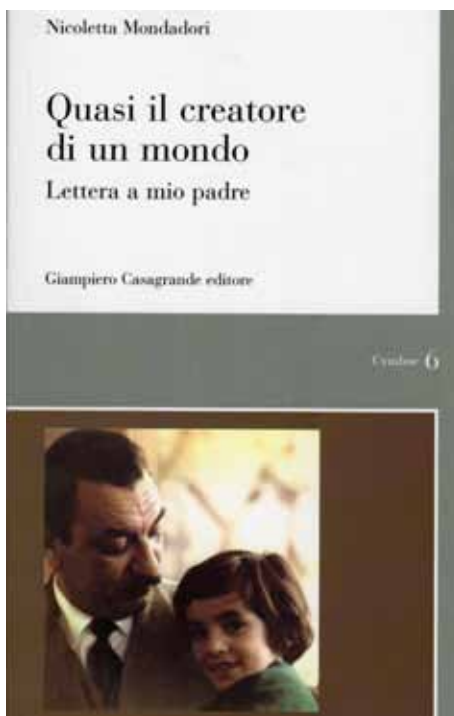 Nicoletta Mondadori
Quasi il creatore
di un mondo
Lettera a mio padre
Giampiero Casagrande editore
6